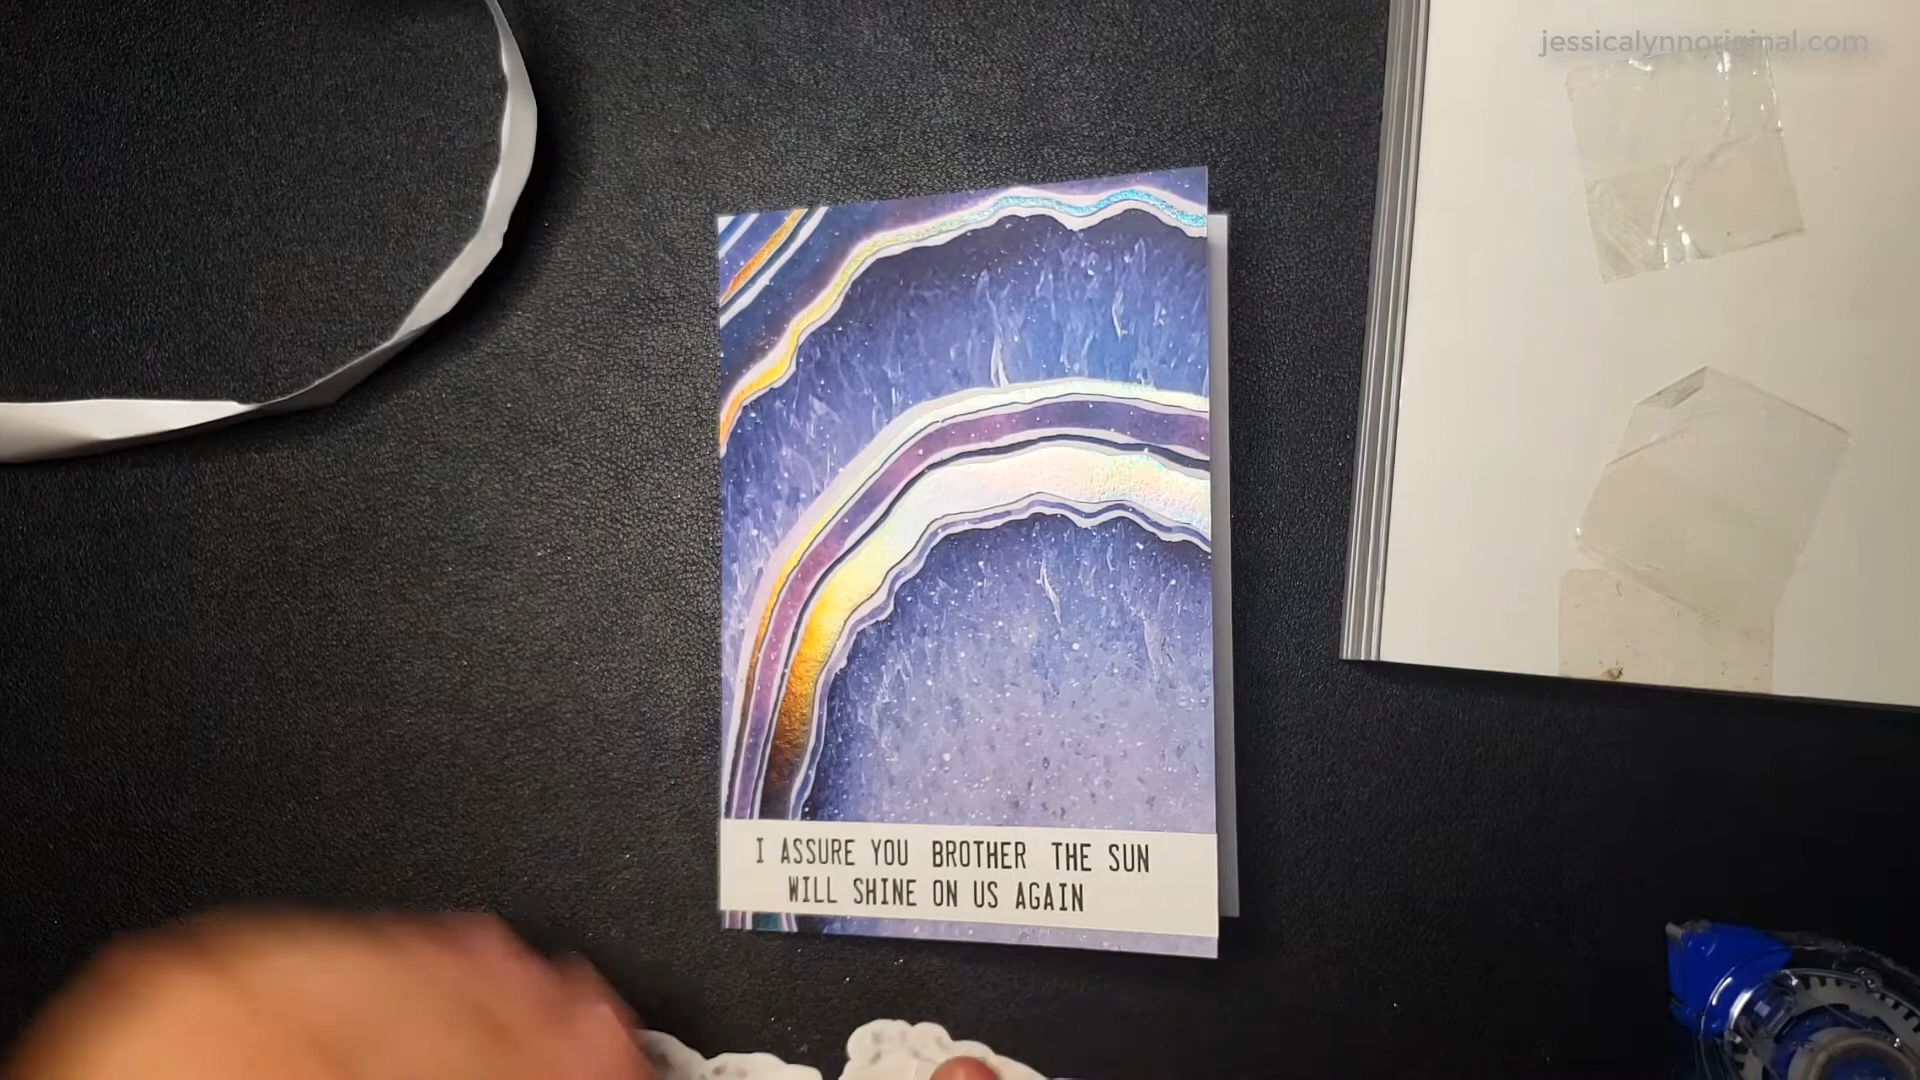 jessicalynnoriginal.com
I ASSURE YOU BROTHER THE SUN
WILL SHINE ON US AGAIN